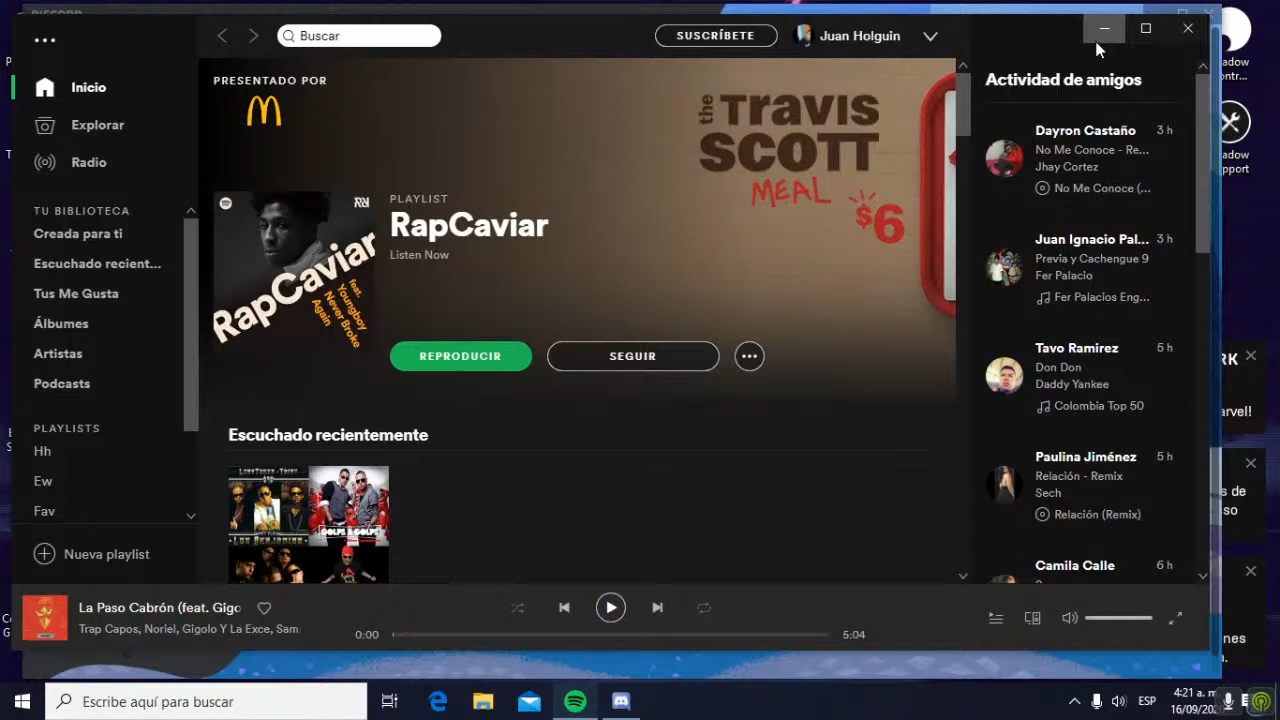 DISCORD
Buscar
SUSCRÍBETE
Juan Holguin
Inicio
Explorar
Radio
TU BIBLIOTECA
Creada para ti
Escuchado recient...
Tus Me Gusta
Álbumes
Artistas
Podcasts
PLAYLISTS
Hh
Ew
Fav
Nueva playlist
PRESENTADO POR
the Travis
SCOTT
MEAL
$6
RapCaviar
feat.
Youngboy
Never Broke
Again
PLAYLIST
RapCaviar
Listen Now
REPRODUCIR
SEGUIR
Escuchado recientemente
GOLPE A GOLPE
Actividad de amigos
Dayron Castaño 3 h
No Me Conoce - Re...
Jhay Cortez
No Me Conoce (...
Juan Ignacio Pal... 3 h
Previa y Cachengue 9
Fer Palacio
Fer Palacios Eng...
Tavo Ramirez 5 h
Don Don
Daddy Yankee
Colombia Top 50
Paulina Jiménez 5 h
Relación - Remix
Sech
Relación (Remix)
Camila Calle 6 h
La Paso Cabrón (feat. Gigo
Trap Capos, Noriel, Gigolo Y La Exce, Sam
0:00
5:04
Escribe aquí para buscar
ESP
4:21 a. m
16/09/20